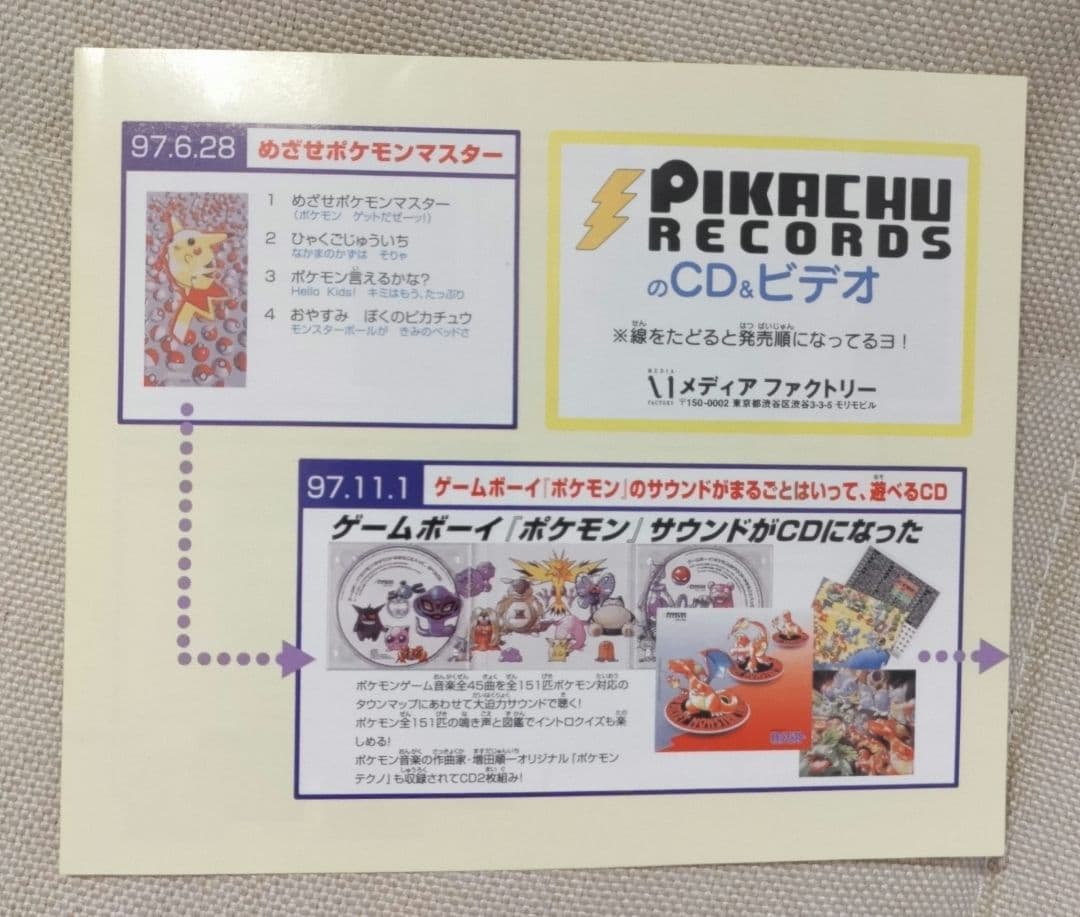 97.6.28 めざせポケモンマスター
1 めざせポケモンマスター
(ポケモン ゲットだぜーッ!)
2 ひゃくごじゅういち
なかまのかずは そりゃ
3 ポケモン言えるかな?
Hello Kids! キミはもう、たっぷり
4 おやすみ ぼくのピカチュウ
モンスターボールが きみのベッドさ
PIKACHU
RECORDS
のCD&ビデオ
※線をたどると発売順になってるヨ!
MEDIA FACTORY
メディア ファクトリー
〒150-0002 東京都渋谷区渋谷3-3-5 モリモビル
97.11.1 ゲームボーイ『ポケモン』のサウンドがまるごとはいって、遊べるCD
ゲームボーイ『ポケモン』サウンドがCDになった
ポケモンゲーム音楽全45曲を全151匹ポケモン対応の
タウンマップにあわせて大迫力サウンドで聴く!
ポケモン全151匹の鳴き声と図鑑でイントロクイズも楽
しめる!
ポケモン音楽の作曲家・増田順一オリジナル「ポケモン
テクノ」も収録されてCD2枚組み!